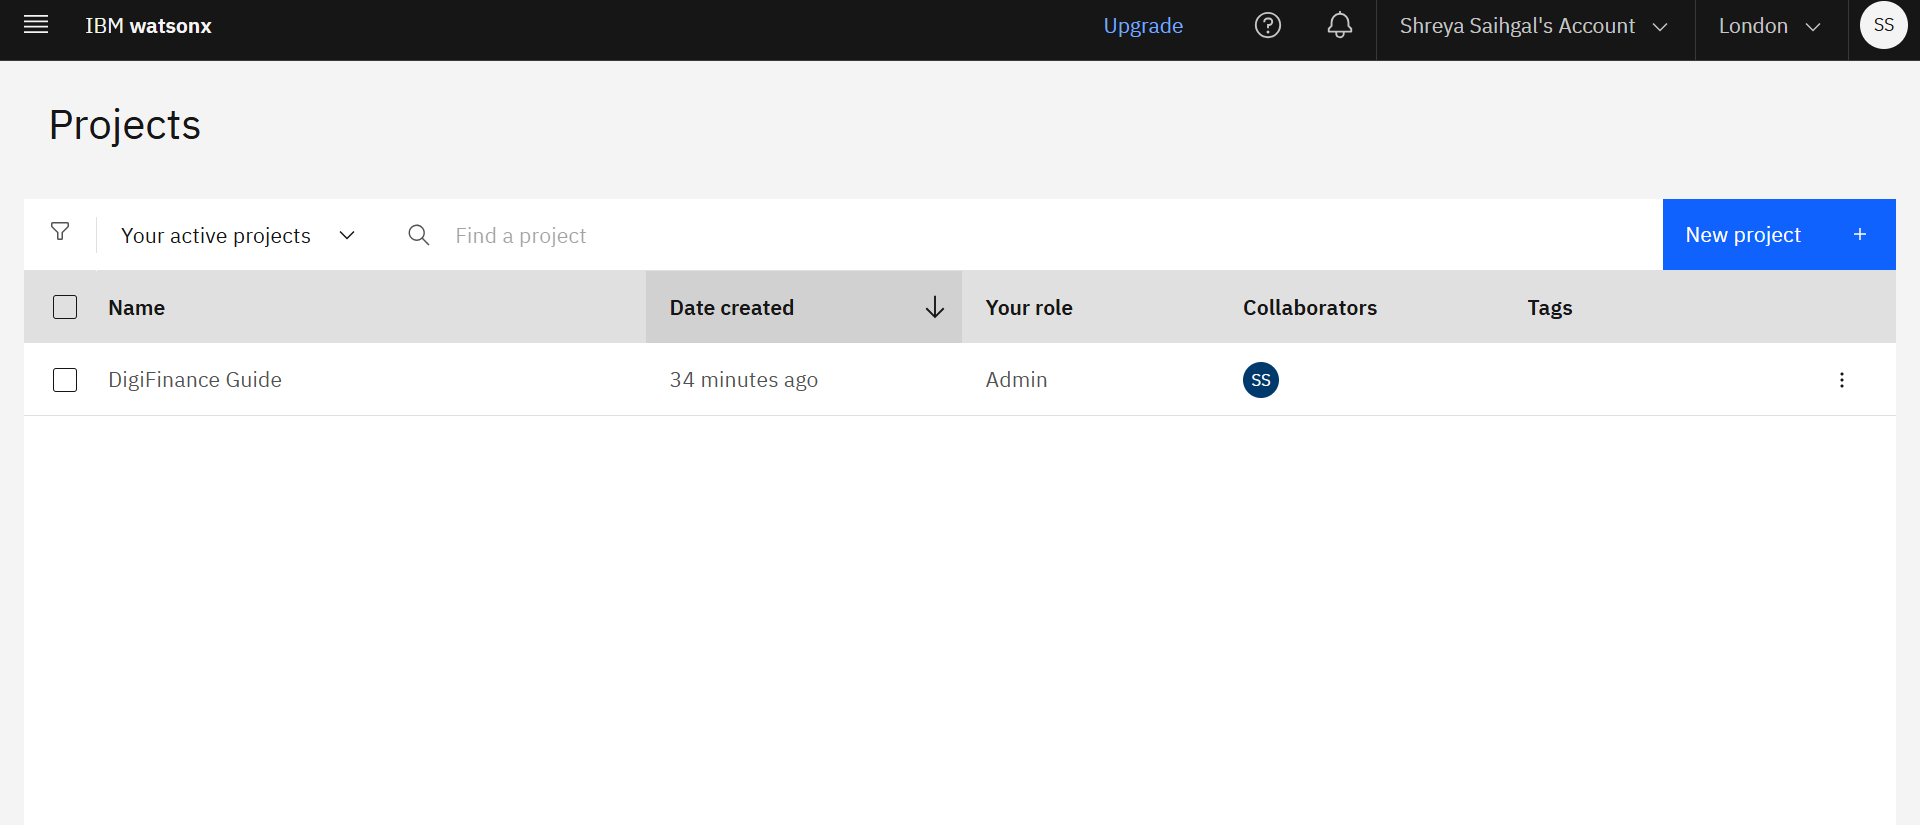 IBM watsonx Upgrade Shreya Saihgal's Account London SS
Projects
Your active projects Find a project New project +
Name Date created Your role Collaborators Tags
DigiFinance Guide 34 minutes ago Admin SS